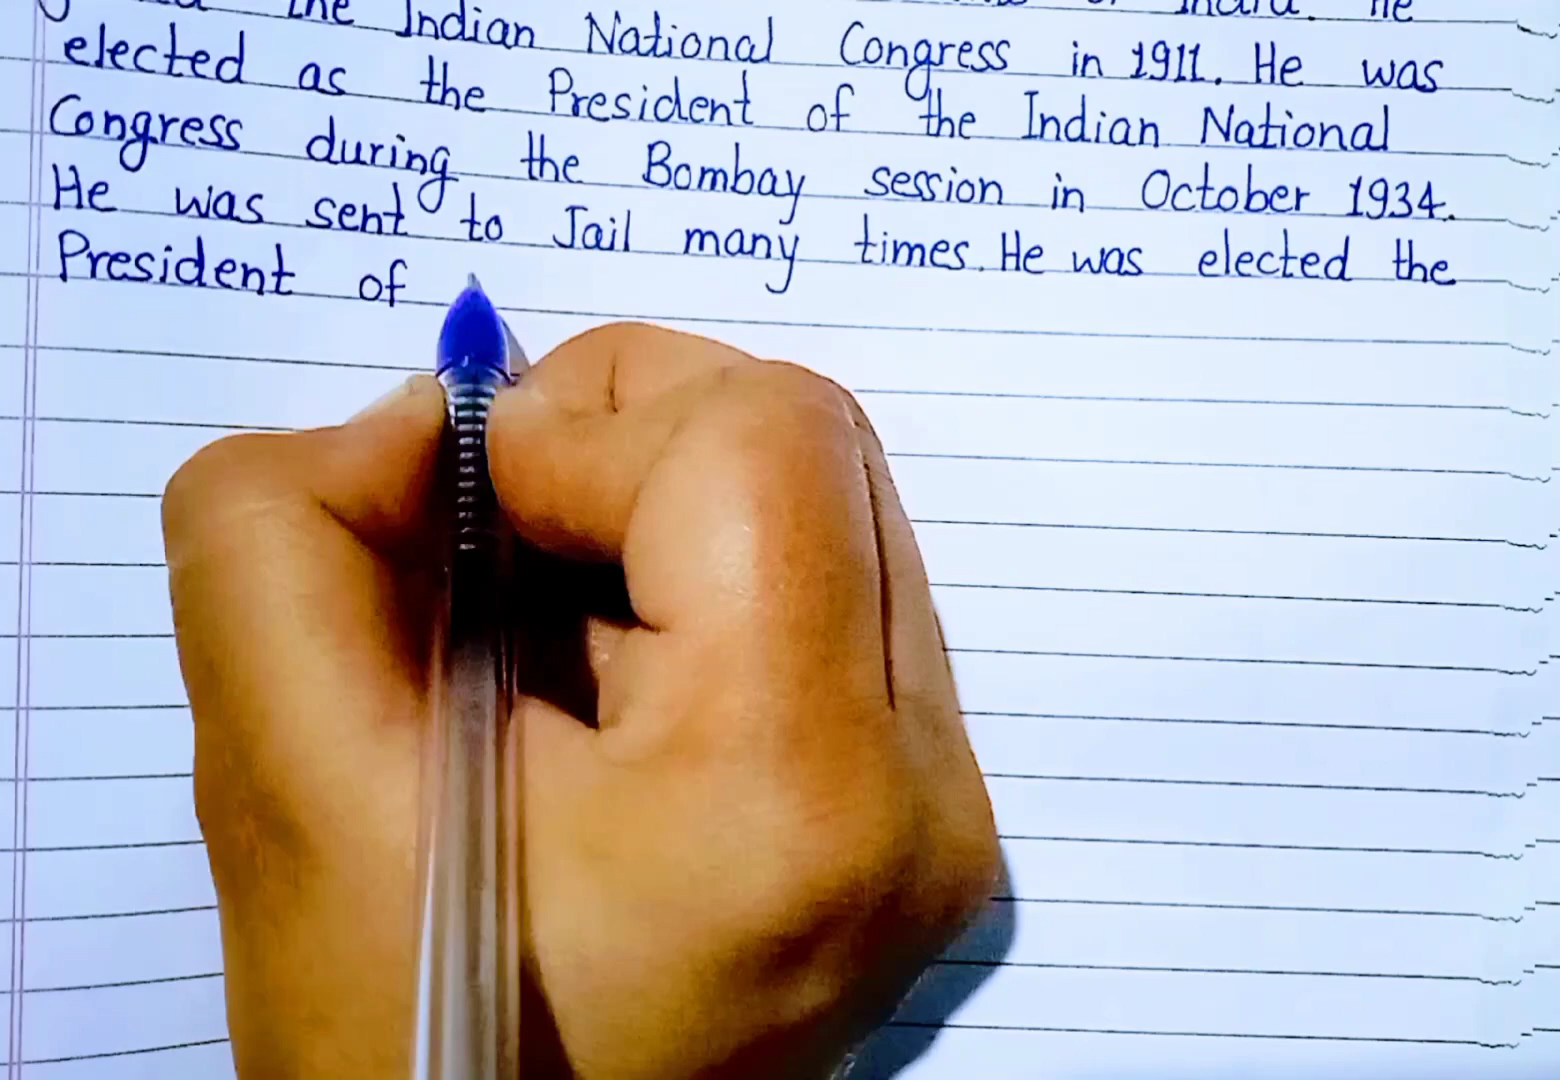 the Indian National Congress in 1911. He was
elected as the President of the Indian National
Congress during the Bombay session in October 1934.
He was sent to Jail many times. He was elected the
President of